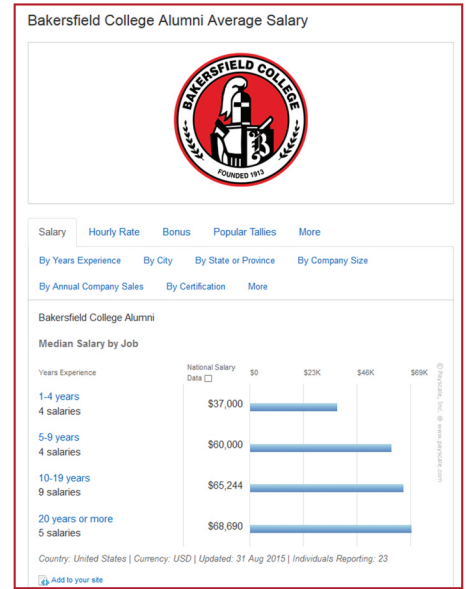 Bakersfield College Alumni Average Salary
BAKERSFIELD COLLEGE
B
FOUNDED 1913
Salary Hourly Rate Bonus Popular Tallies More
By Years Experience By City By State or Province By Company Size
By Annual Company Sales By Certification More
Bakersfield College Alumni
Median Salary by Job
Years Experience National Salary Data $0 $23K $46K $69K
1-4 years
4 salaries
$37,000
5-9 years
4 salaries
$60,000
10-19 years
9 salaries
$65,244
20 years or more
5 salaries
$68,690
© Payscale, Inc. @ www.payscale.com
Country: United States | Currency: USD | Updated: 31 Aug 2015 | Individuals Reporting: 23
Add to your site